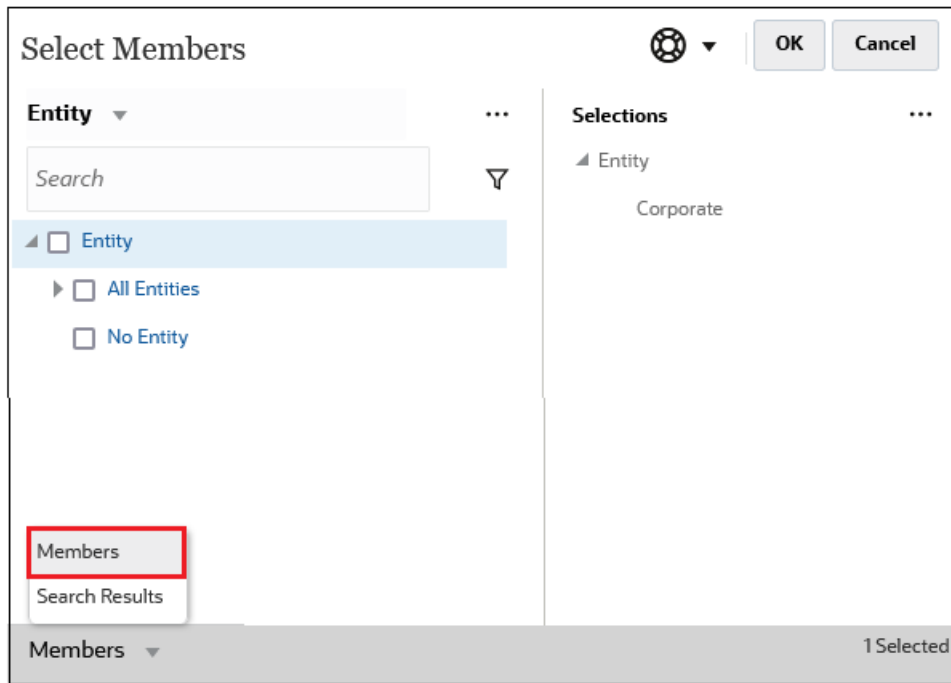 Select Members
OK
Cancel
Entity
Selections
Search
Entity
Corporate
Entity
All Entities
No Entity
Members
Search Results
Members
1 Selected